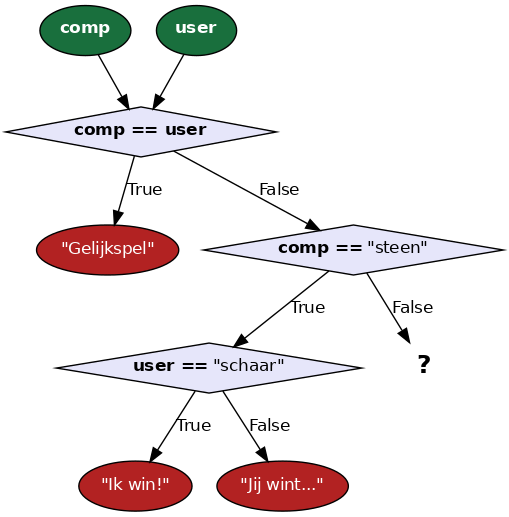 comp
user
comp == user
True
False
"Gelijkspel"
comp == "steen"
True
False
user == "schaar"
?
True
False
"Ik win!"
"Jij wint..."